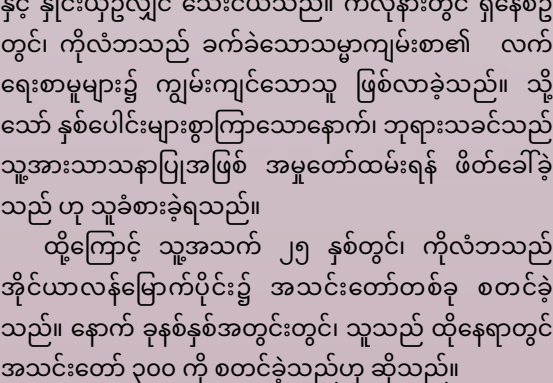 နှင့် နှိုင်းယှဉ်လျှင် သေးငယ်သည်။ ကလိုနားတွင် ရှိနေစဉ်
တွင်၊ ကိုလံဘသည် ခက်ခဲသောသမ္မာကျမ်းစာ၏ လက်
ရေးစာမူများ၌ ကျွမ်းကျင်သောသူ ဖြစ်လာခဲ့သည်။ သို့
သော် နှစ်ပေါင်းများစွာကြာသောနောက်၊ ဘုရားသခင်သည်
သူ့အားသာသနာပြုအဖြစ် အမှုတော်ထမ်းရန် ဖိတ်ခေါ်ခဲ့
သည် ဟု သူခံစားခဲ့ရသည်။
ထို့ကြောင့် သူ့အသက် ၂၅ နှစ်တွင်၊ ကိုလံဘသည်
အိုင်ယာလန်မြောက်ပိုင်း၌ အသင်းတော်တစ်ခု စတင်ခဲ့
သည်။ နောက် ခုနစ်နှစ်အတွင်းတွင်၊ သူသည် ထိုနေရာတွင်
အသင်းတော် ၃၀၀ ကို စတင်ခဲ့သည်ဟု ဆိုသည်။